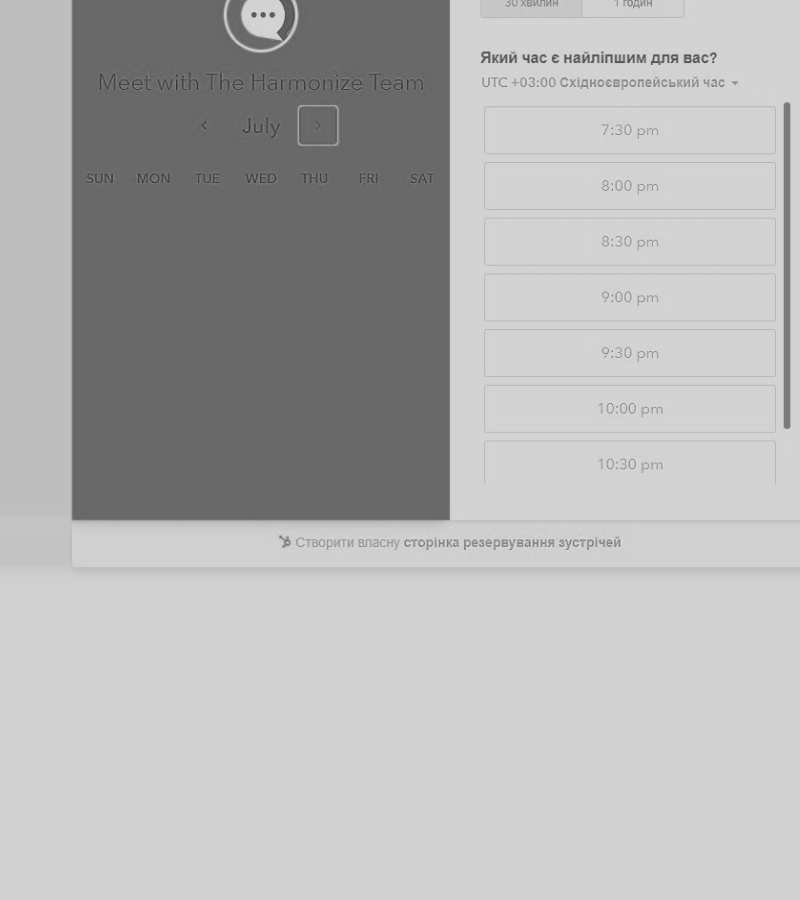 Meet with The Harmonize Team
July
SUN MON TUE WED THU FRI SAT
30 хвилин 1 годин
Який час є найліпшим для вас?
UTC +03:00 Східноєвропейський час
7:30 pm
8:00 pm
8:30 pm
9:00 pm
9:30 pm
10:00 pm
10:30 pm
Створити власну сторінка резервування зустрічей